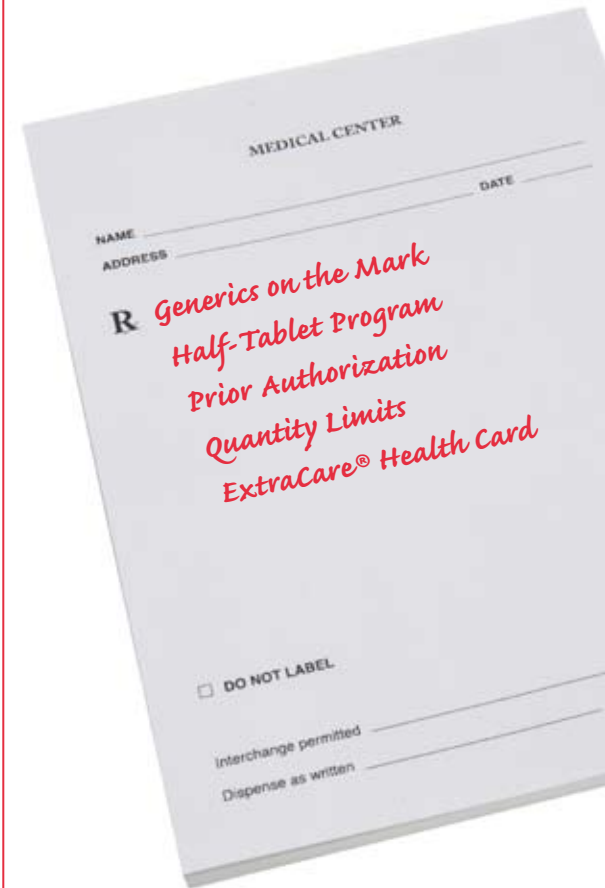 MEDICAL CENTER
NAME
DATE
ADDRESS
R Generics on the Mark
Half-Tablet Program
Prior Authorization
Quantity Limits
ExtraCare® Health Card
DO NOT LABEL
Interchange permitted
Dispense as written